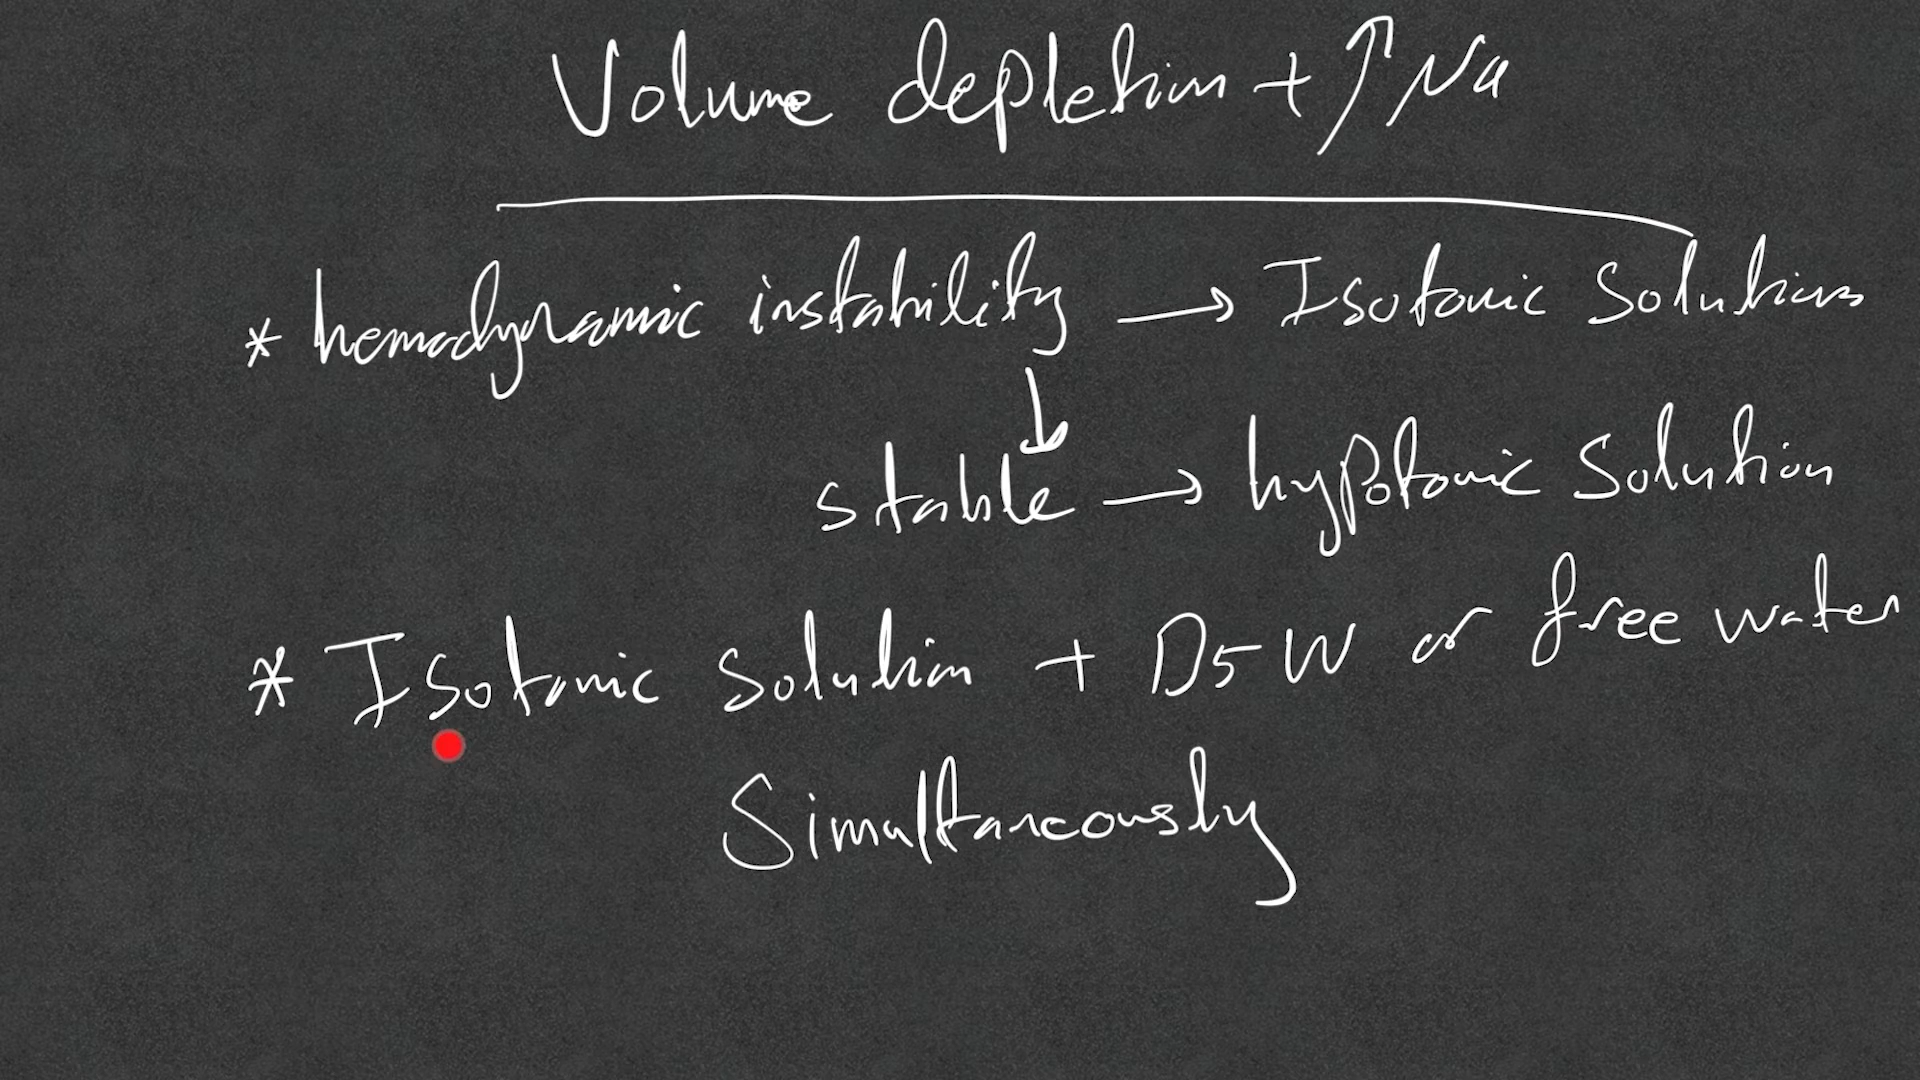 Volume depletion + ↑ Na
* hemodynamic instability → Isotonic Solutions
↓
stable → hypotonic Solution
* Isotonic Solution + D5W or free water
Simultaneously